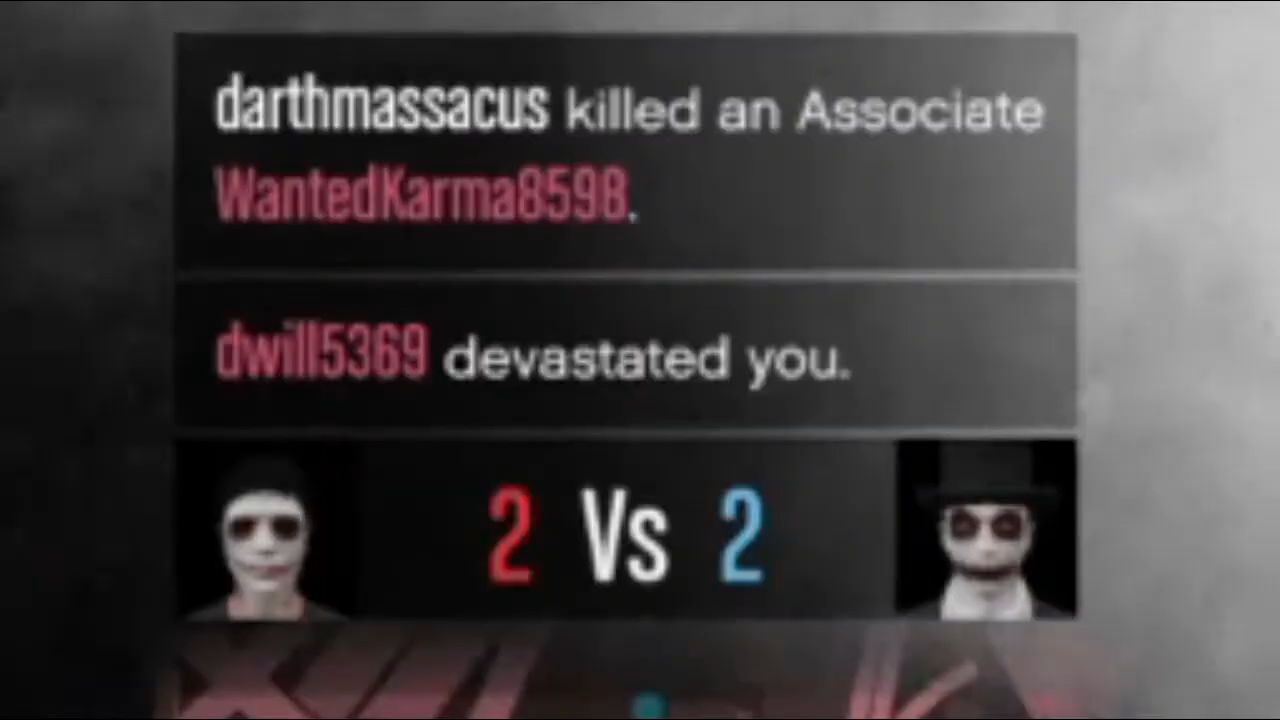 darthmassacus killed an Associate
WantedKarma8598.
dwill5369 devastated you.
2 Vs 2